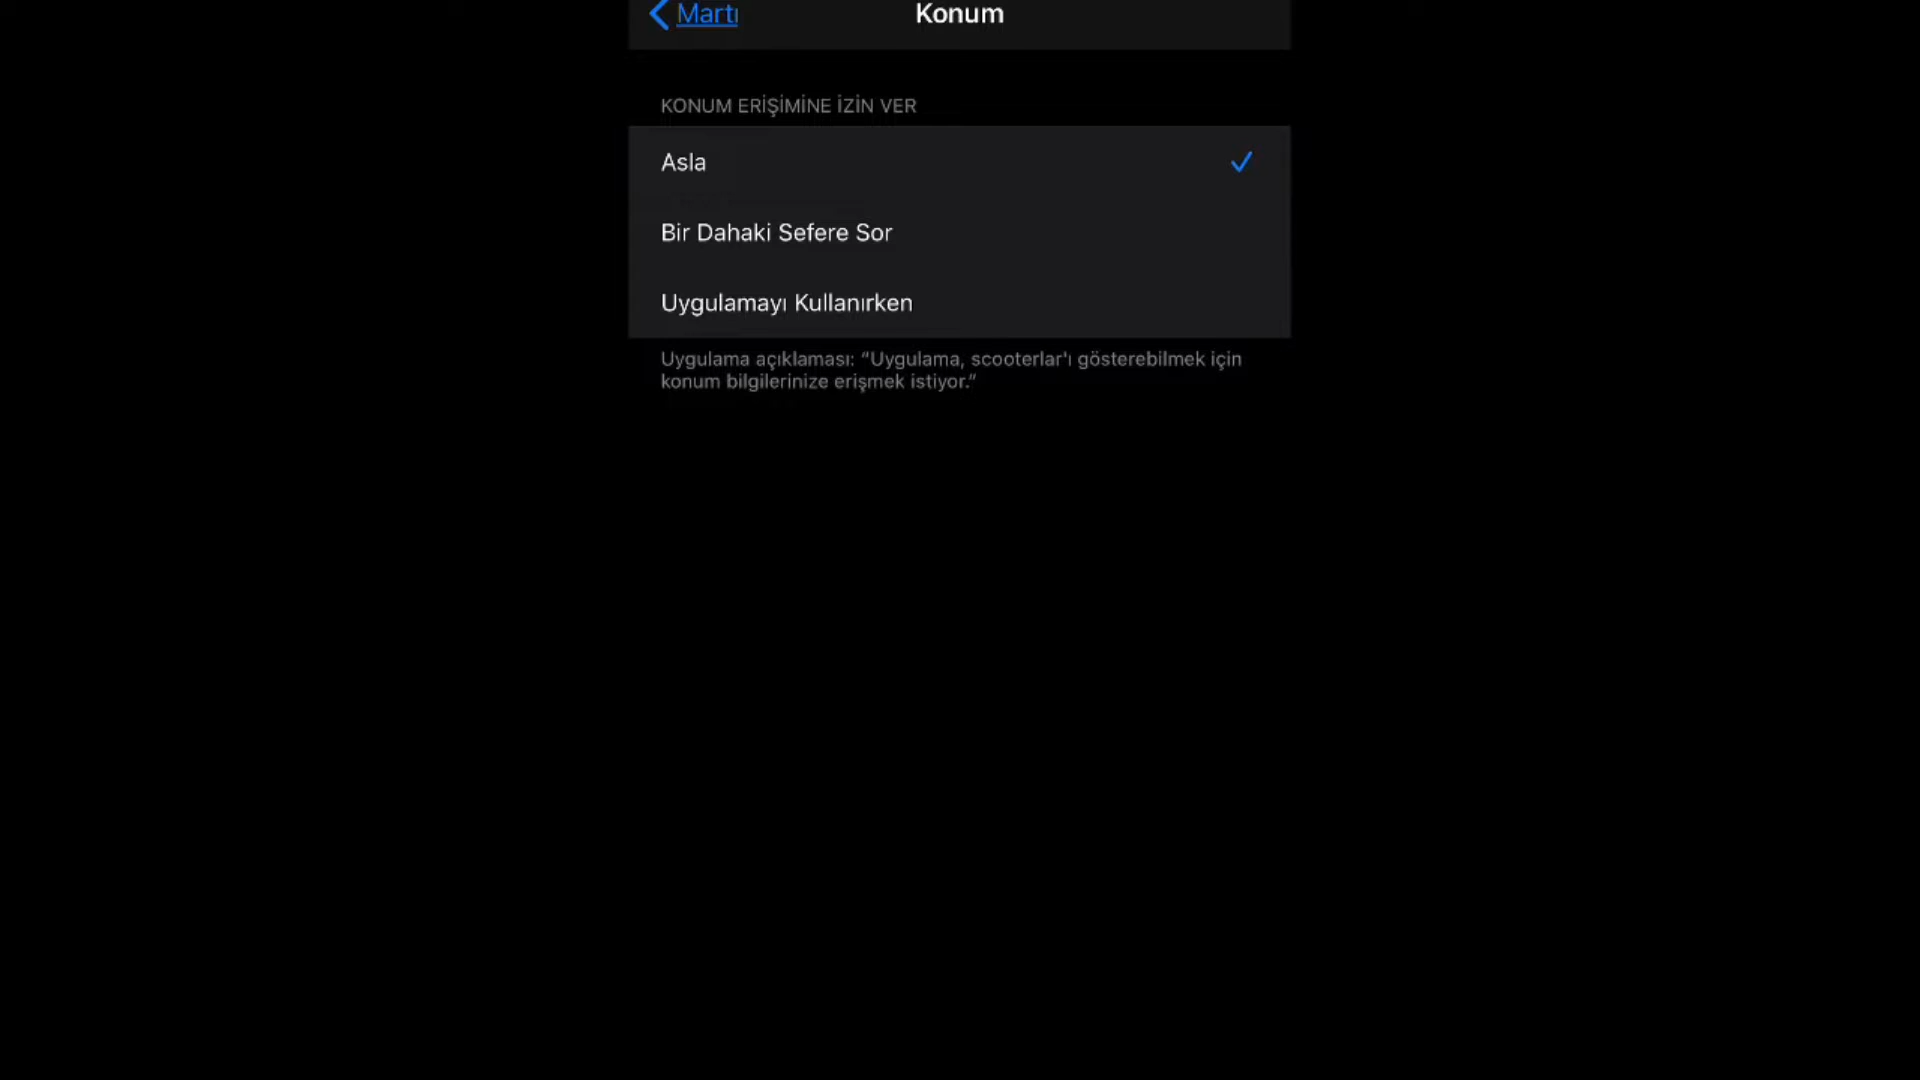 Martı
Konum
KONUM ERİŞİMİNE İZİN VER
Asla
Bir Dahaki Sefere Sor
Uygulamayı Kullanırken
Uygulama açıklaması: “Uygulama, scooterlar'ı gösterebilmek için
konum bilgilerinize erişmek istiyor.”